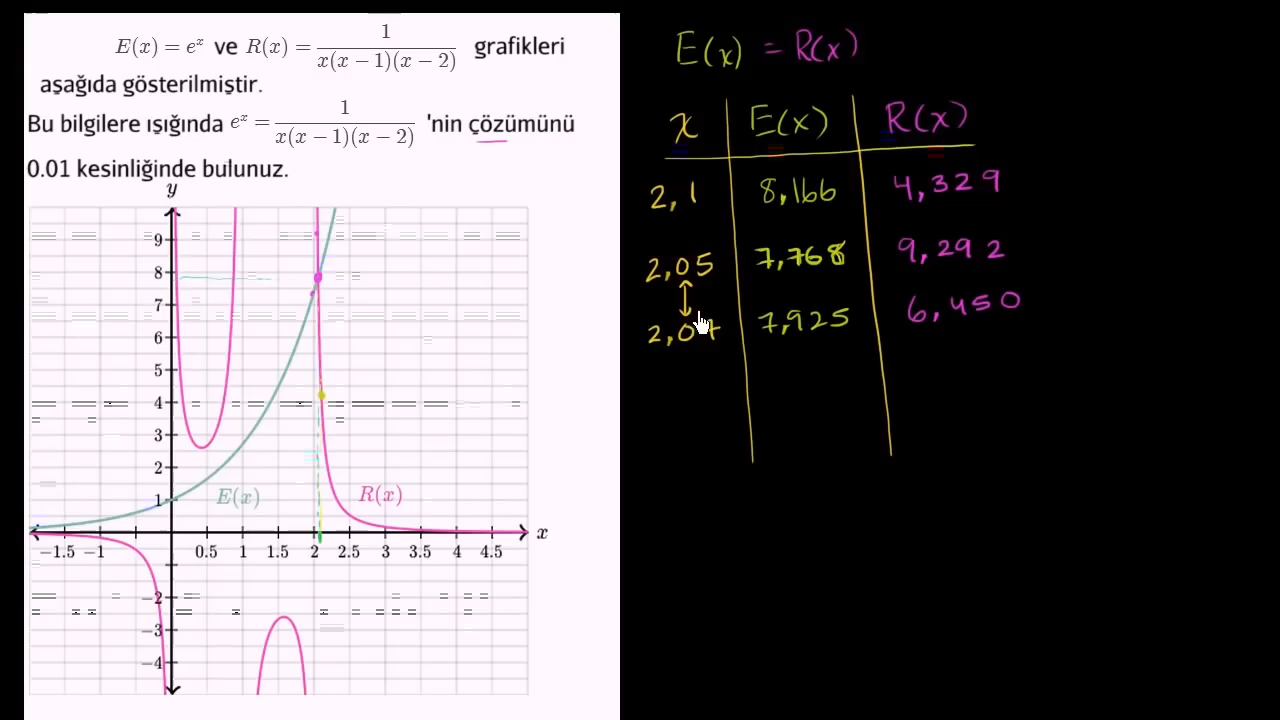 E(x) = eˣ ve R(x) = 1/(x(x − 1)(x − 2)) grafikleri
aşağıda gösterilmiştir.
Bu bilgilere ışığında eˣ = 1/(x(x − 1)(x − 2)) 'nin çözümünü
0.01 kesinliğinde bulunuz.
y
9
8
7
6
5
4
3
2
1
E(x)
R(x)
−1.5 −1 0.5 1 1.5 2 2.5 3 3.5 4 4.5 x
−2
−3
−4
E(x) = R(x)
x E(x) R(x)
2,1 8,166 4,329
2,05 7,768 9,292
2,07 7,925 6,450